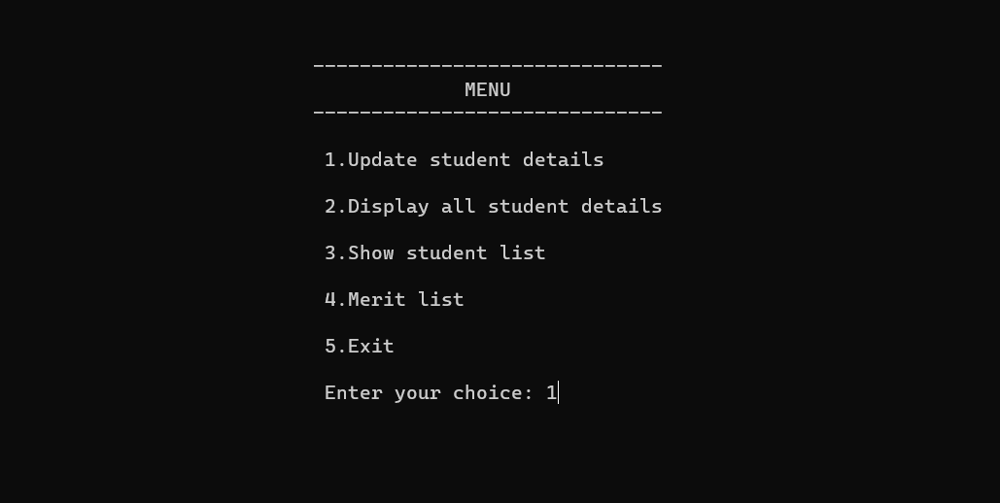 ------------------------------
MENU
------------------------------
1.Update student details
2.Display all student details
3.Show student list
4.Merit list
5.Exit
Enter your choice: 1